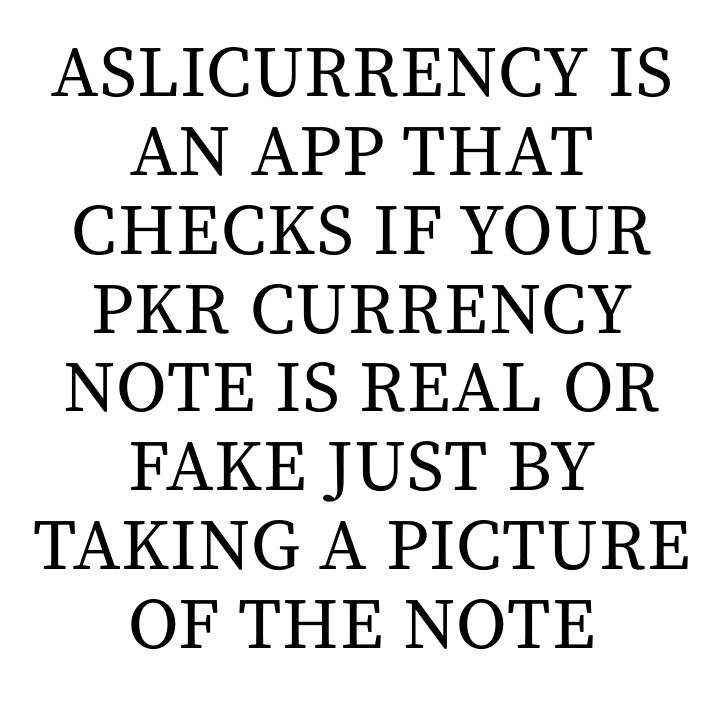 ASLICURRENCY IS
AN APP THAT
CHECKS IF YOUR
PKR CURRENCY
NOTE IS REAL OR
FAKE JUST BY
TAKING A PICTURE
OF THE NOTE